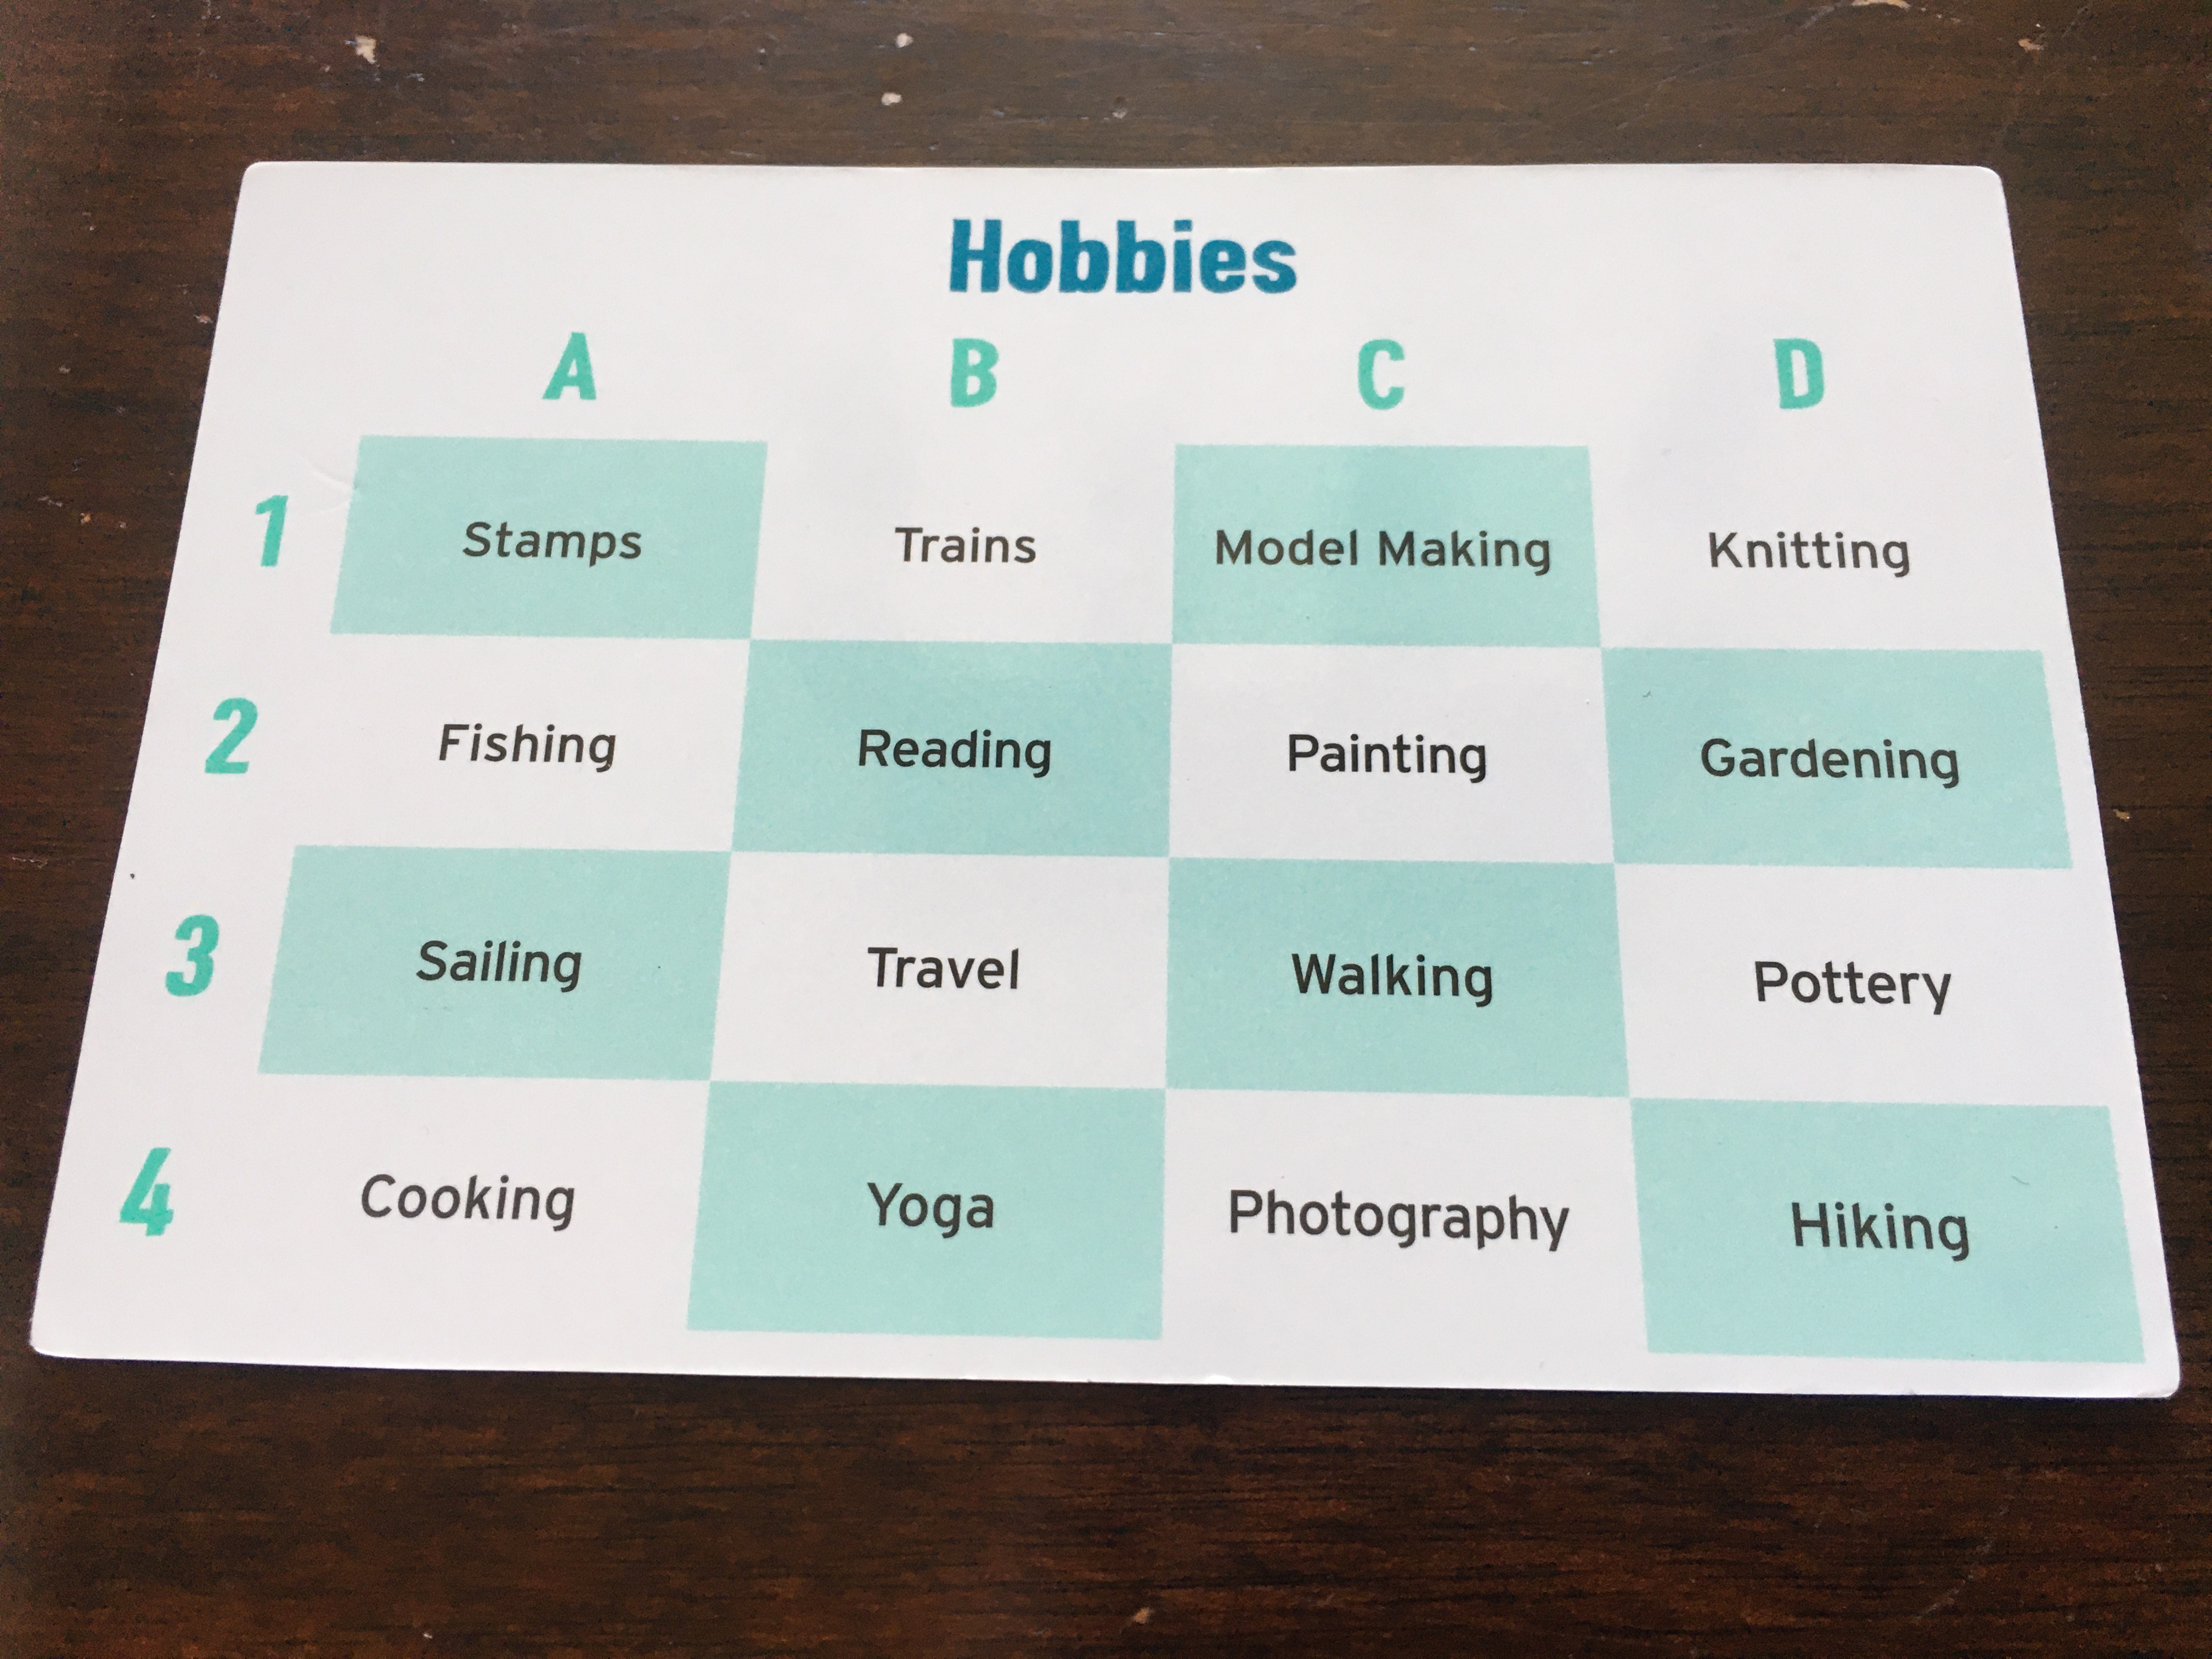 Hobbies
A B C D
1 Stamps Trains Model Making Knitting
2 Fishing Reading Painting Gardening
3 Sailing Travel Walking Pottery
4 Cooking Yoga Photography Hiking